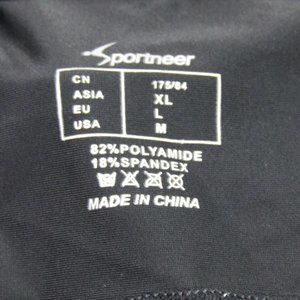 Sportneer
CN 175/84
ASIA XL
EU L
USA M
82%POLYAMIDE
18%SPANDEX
MADE IN CHINA